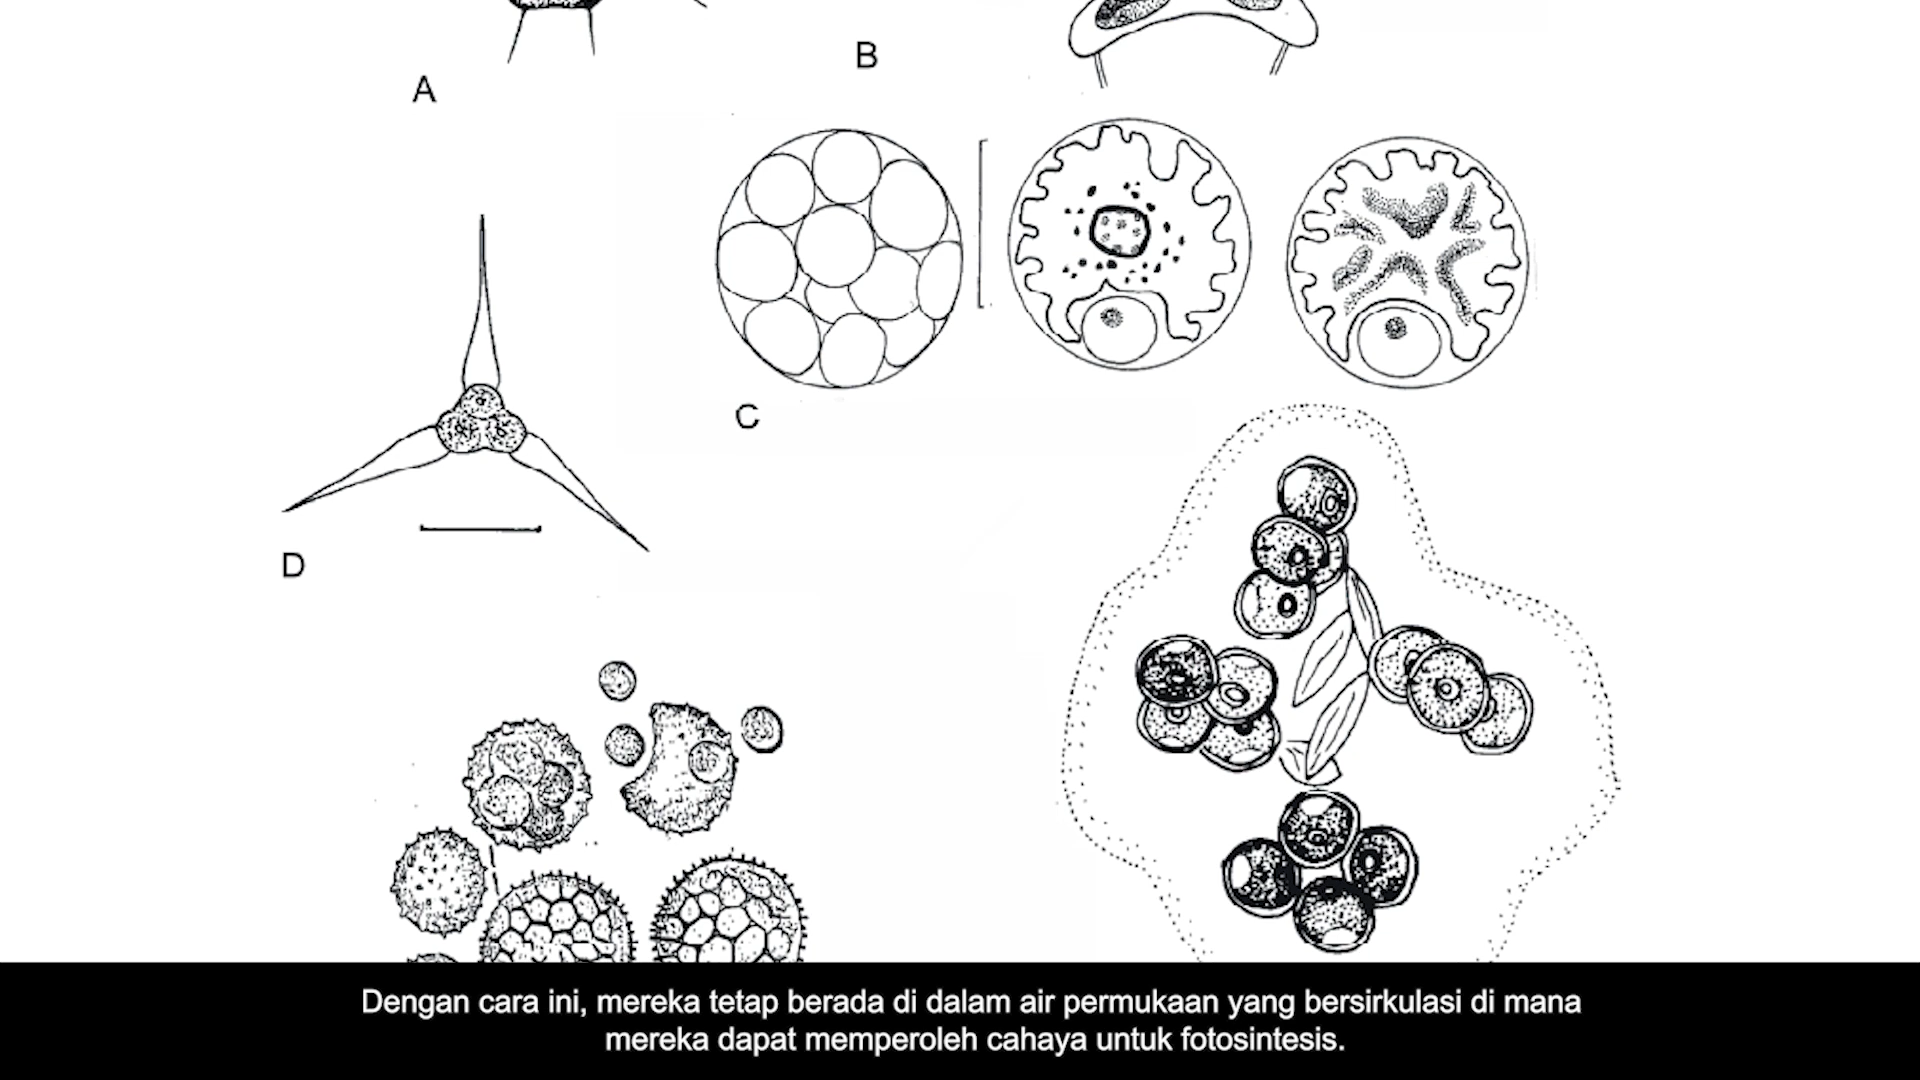 B
A
C
D
Dengan cara ini, mereka tetap berada di dalam air permukaan yang bersirkulasi di mana
mereka dapat memperoleh cahaya untuk fotosintesis.